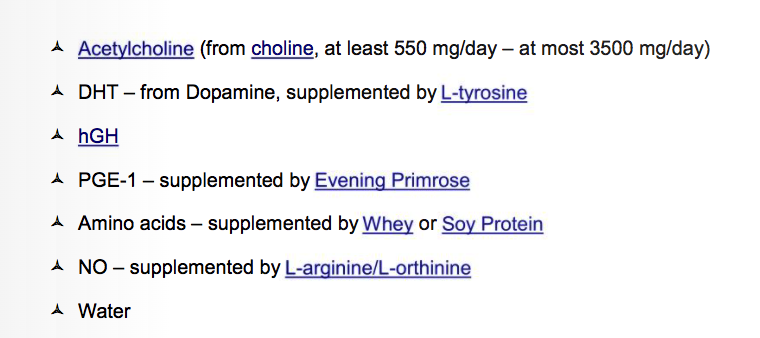 Acetylcholine (from choline, at least 550 mg/day – at most 3500 mg/day)
DHT – from Dopamine, supplemented by L-tyrosine
hGH
PGE-1 – supplemented by Evening Primrose
Amino acids – supplemented by Whey or Soy Protein
NO – supplemented by L-arginine/L-orthinine
Water